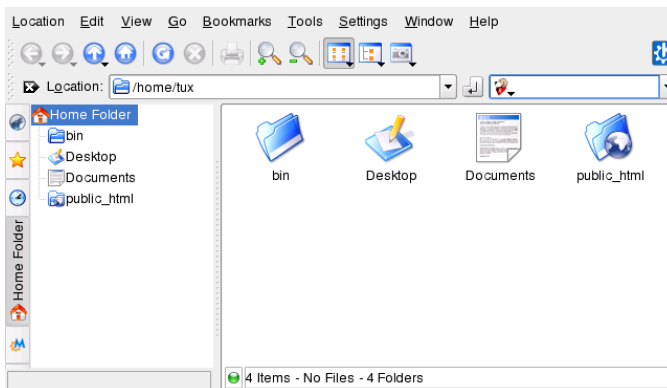 Location Edit View Go Bookmarks Tools Settings Window Help
Location: /home/tux
Home Folder
bin
Desktop
Documents
public_html
Home Folder
bin Desktop Documents public_html
4 Items - No Files - 4 Folders